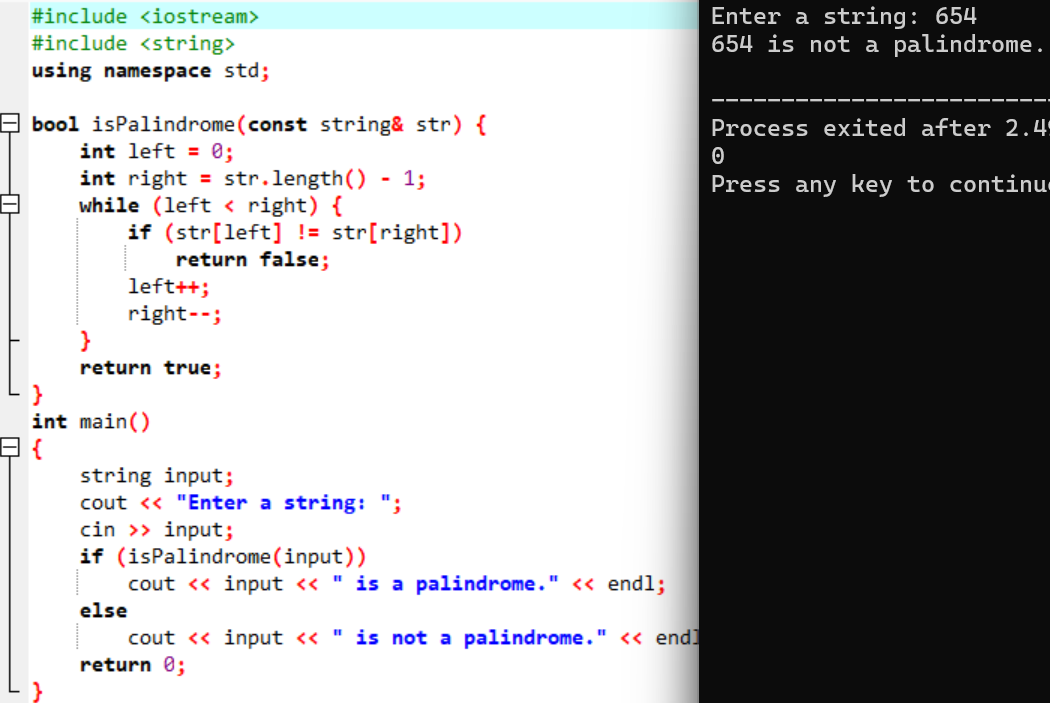 #include <iostream>
#include <string>
using namespace std;
bool isPalindrome(const string& str) {
int left = 0;
int right = str.length() - 1;
while (left < right) {
if (str[left] != str[right])
return false;
left++;
right--;
}
return true;
}
int main()
{
string input;
cout << "Enter a string: ";
cin >> input;
if (isPalindrome(input))
cout << input << " is a palindrome." << endl;
else
cout << input << " is not a palindrome." << endl
return 0;
}
Enter a string: 654
654 is not a palindrome.
-------------------------
Process exited after 2.4
0
Press any key to continue